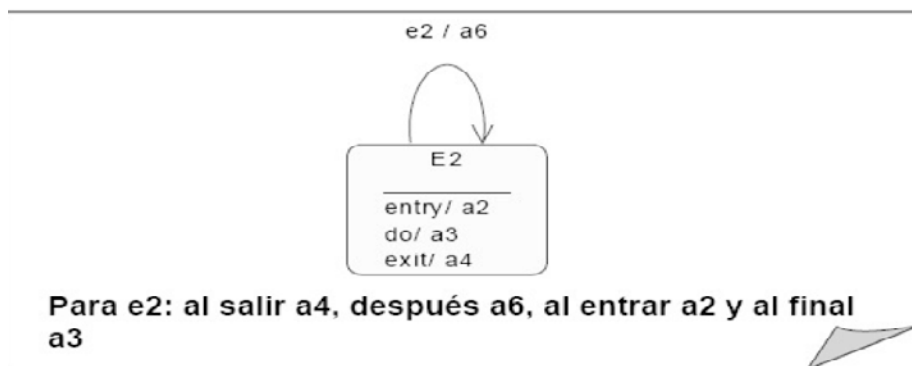 e2 / a6
E2
entry/ a2
do/ a3
exit/ a4
Para e2: al salir a4, después a6, al entrar a2 y al final
a3